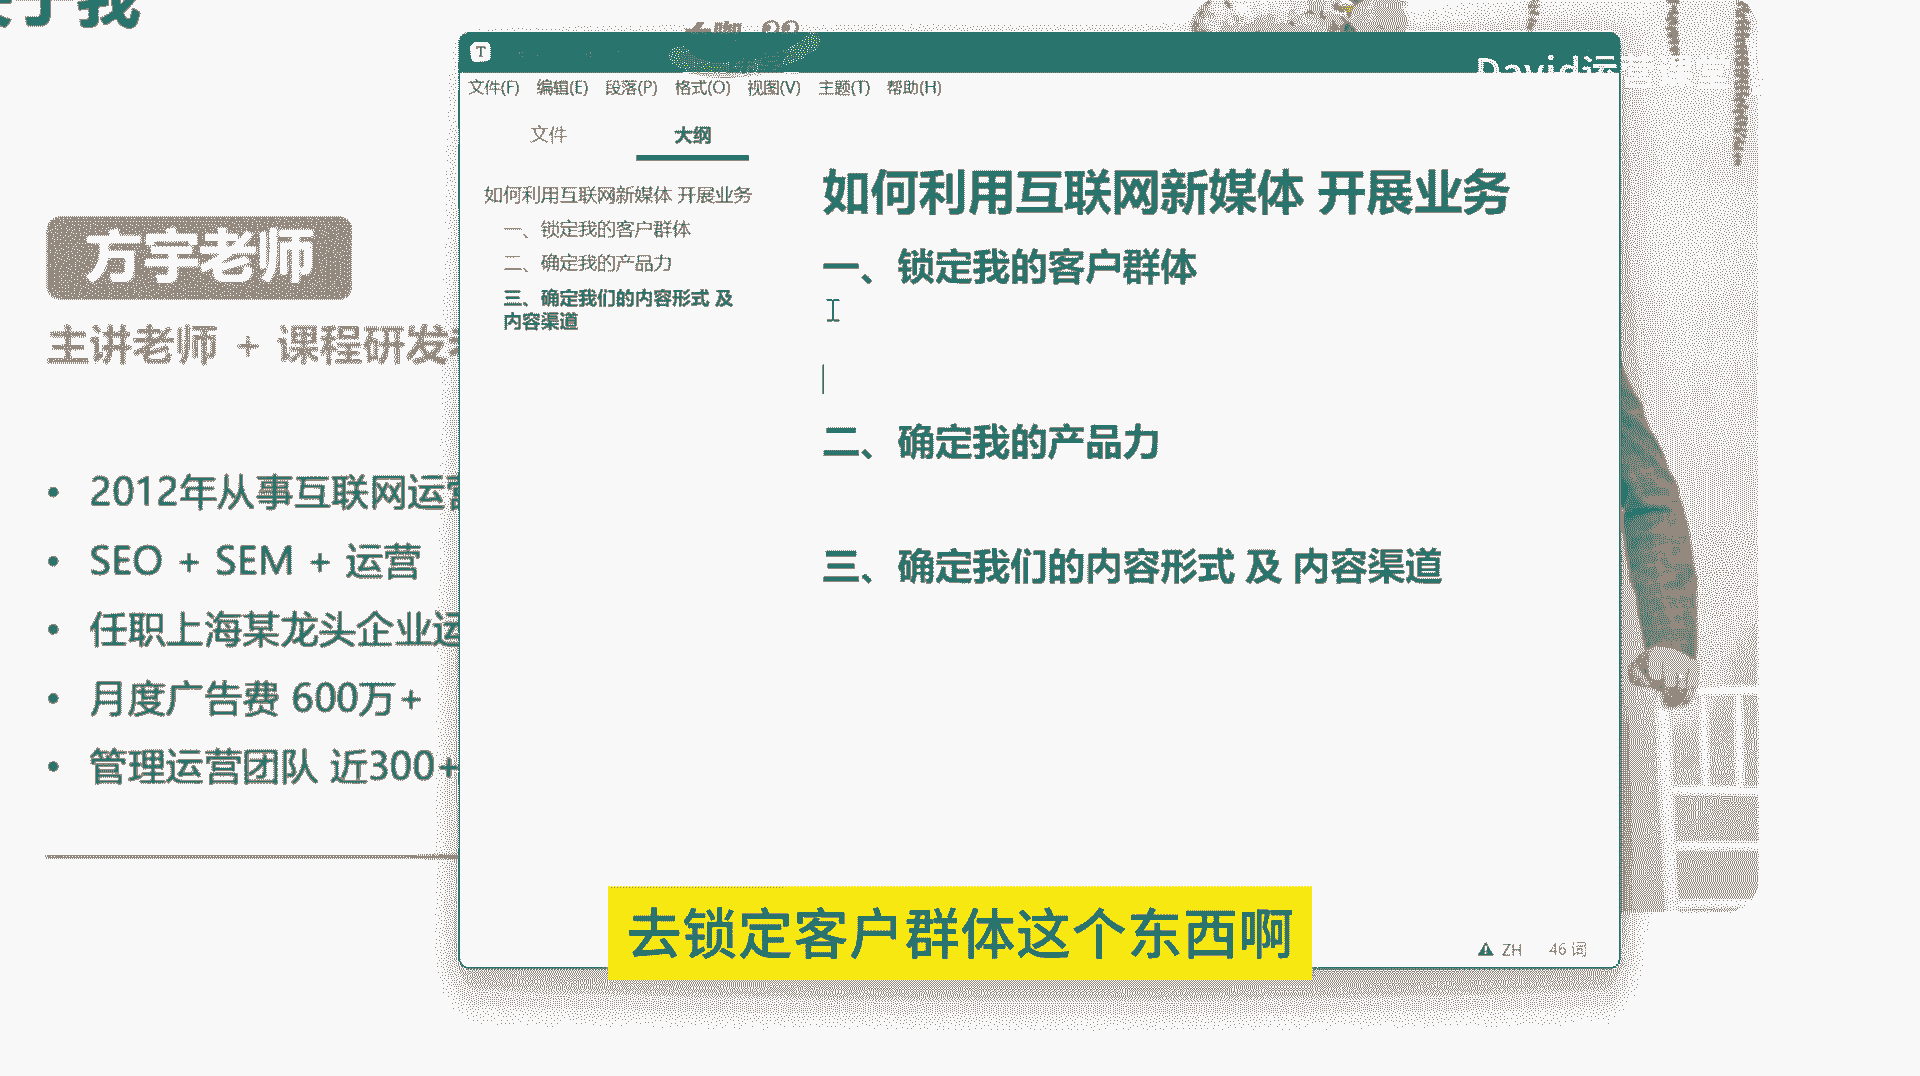 方宇老师
主讲老师 + 课程研发
2012年从事互联网运营
SEO + SEM + 运营
任职上海某龙头企业运
月度广告费 600万+
管理运营团队 近300+
T
David运
文件(F) 编辑(E) 段落(P) 格式(O) 视图(V) 主题(T) 帮助(H)
文件 大纲
如何利用互联网新媒体 开展业务
一、锁定我的客户群体
二、确定我的产品力
三、确定我们的内容形式 及
内容渠道
如何利用互联网新媒体 开展业务
一、锁定我的客户群体
二、确定我的产品力
三、确定我们的内容形式 及 内容渠道
ZH 46 词
去锁定客户群体这个东西啊